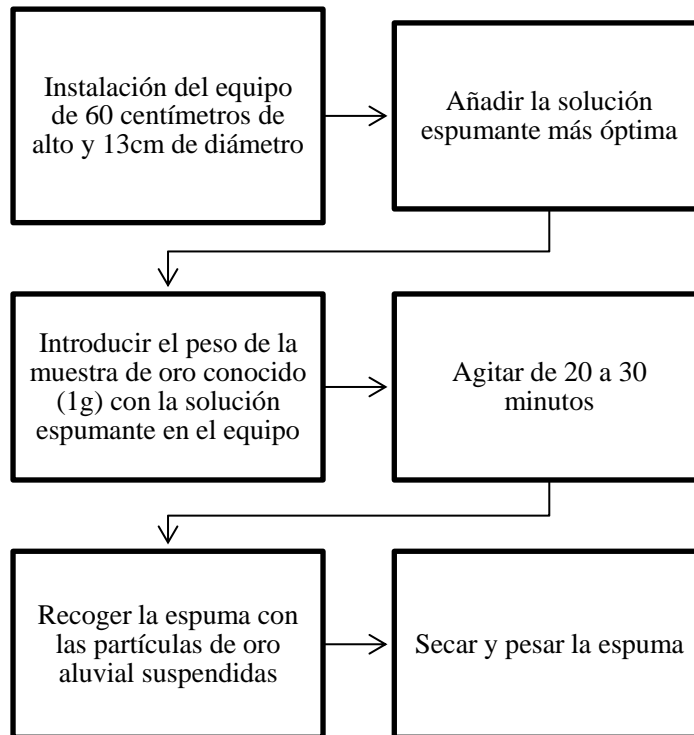 Instalación del equipo
de 60 centímetros de
alto y 13cm de diámetro
Añadir la solución
espumante más óptima
Introducir el peso de la
muestra de oro conocido
(1g) con la solución
espumante en el equipo
Agitar de 20 a 30
minutos
Recoger la espuma con
las partículas de oro
aluvial suspendidas
Secar y pesar la espuma